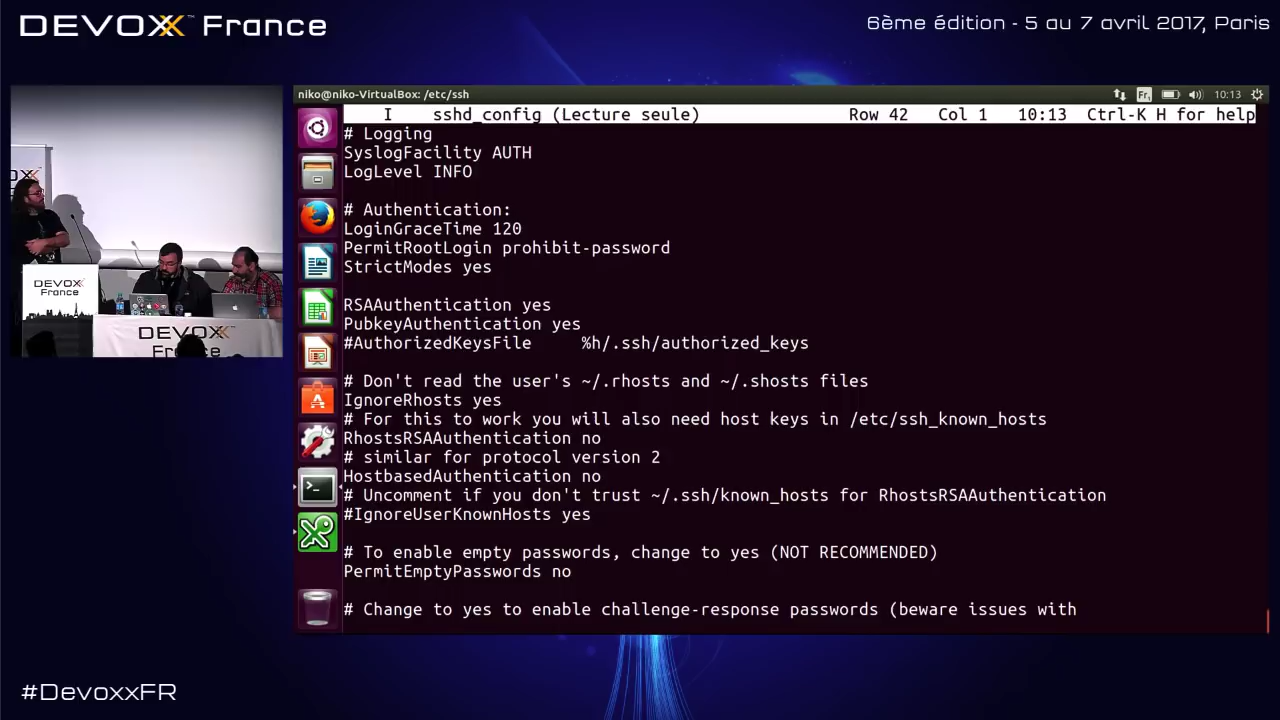 DEVOXX™ France
6ème édition - 5 au 7 avril 2017, Paris
niko@niko-VirtualBox: /etc/ssh
Fr
10:13
I sshd_config (Lecture seule) Row 42 Col 1 10:13 Ctrl-K H for help
# Logging
SyslogFacility AUTH
LogLevel INFO
# Authentication:
LoginGraceTime 120
PermitRootLogin prohibit-password
StrictModes yes
RSAAuthentication yes
PubkeyAuthentication yes
#AuthorizedKeysFile %h/.ssh/authorized_keys
# Don't read the user's ~/.rhosts and ~/.shosts files
IgnoreRhosts yes
# For this to work you will also need host keys in /etc/ssh_known_hosts
RhostsRSAAuthentication no
# similar for protocol version 2
HostbasedAuthentication no
# Uncomment if you don't trust ~/.ssh/known_hosts for RhostsRSAAuthentication
#IgnoreUserKnownHosts yes
# To enable empty passwords, change to yes (NOT RECOMMENDED)
PermitEmptyPasswords no
# Change to yes to enable challenge-response passwords (beware issues with
DEVOXX
France
DEVOXX
France
#DevoxxFR